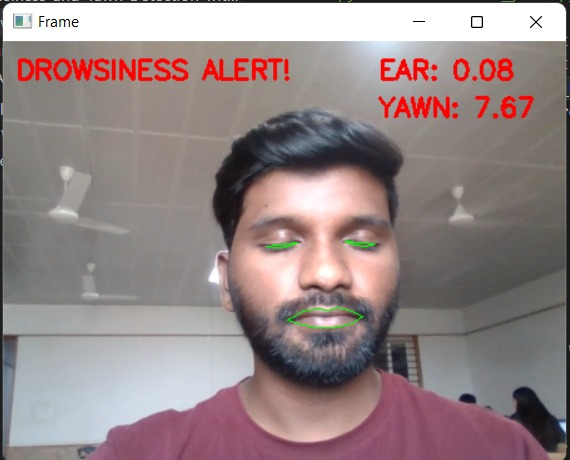 Frame
DROWSINESS ALERT!
EAR: 0.08
YAWN: 7.67